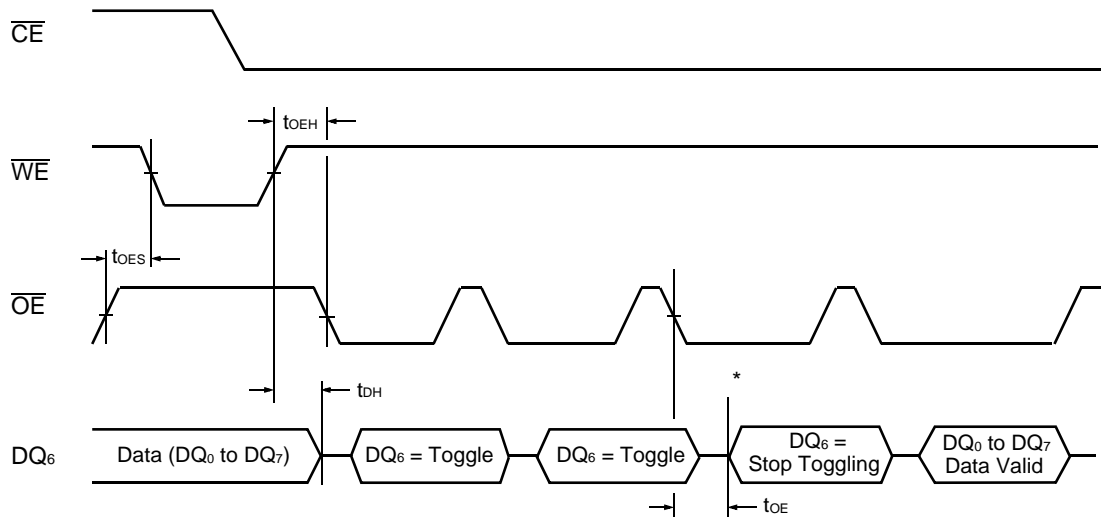 CE
tOEH
WE
tOES
OE
tDH
*
DQ6
Data (DQ0 to DQ7)
DQ6 = Toggle
DQ6 = Toggle
DQ6 =
Stop Toggling
DQ0 to DQ7
Data Valid
tOE